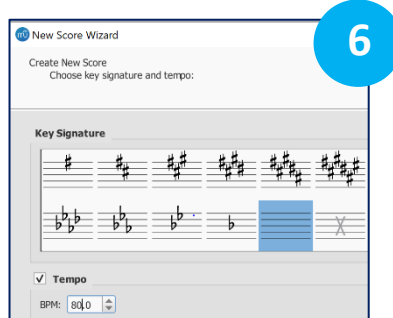 New Score Wizard
6
Create New Score
Choose key signature and tempo:
Key Signature
Tempo
BPM: 80.0